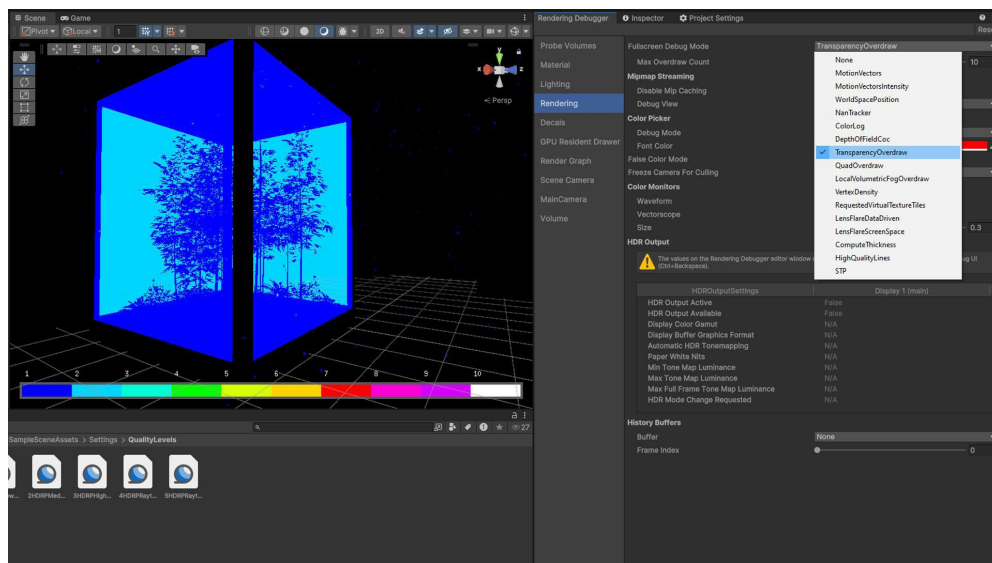 Scene Game
Pivot Local 1 2D
y
x z
Persp
1 2 3 4 5 6 7 8 9 10
27
SampleSceneAssets > Settings > QualityLevels
2HDRPMed... 3HDRPHigh... 4HDRPRayt... 5HDRPRayt...
Rendering Debugger Inspector Project Settings
Probe Volumes
Material
Lighting
Rendering
Decals
GPU Resident Drawer
Render Graph
Scene Camera
MainCamera
Volume
Fullscreen Debug Mode TransparencyOverdraw
Max Overdraw Count 10
Mipmap Streaming
Disable Mip Caching
Debug View
Color Picker
Debug Mode
Font Color
False Color Mode
Freeze Camera For Culling
Color Monitors
Waveform
Vectorscope
Size 0.3
None
MotionVectors
MotionVectorsIntensity
WorldSpacePosition
NanTracker
ColorLog
DepthOfFieldCoc
TransparencyOverdraw
QuadOverdraw
LocalVolumetricFogOverdraw
VertexDensity
RequestedVirtualTextureTiles
LensFlareDataDriven
LensFlareScreenSpace
ComputeThickness
HighQualityLines
STP
HDR Output
The values on the Rendering Debugger editor window
(Ctrl+Backspace).
HDROutputSettings Display 1 (main)
HDR Output Active False
HDR Output Available False
Display Color Gamut N/A
Display Buffer Graphics Format N/A
Automatic HDR Tonemapping N/A
Paper White Nits N/A
Min Tone Map Luminance N/A
Max Tone Map Luminance N/A
Max Full Frame Tone Map Luminance N/A
HDR Mode Change Requested N/A
History Buffers
Buffer None
Frame Index 0